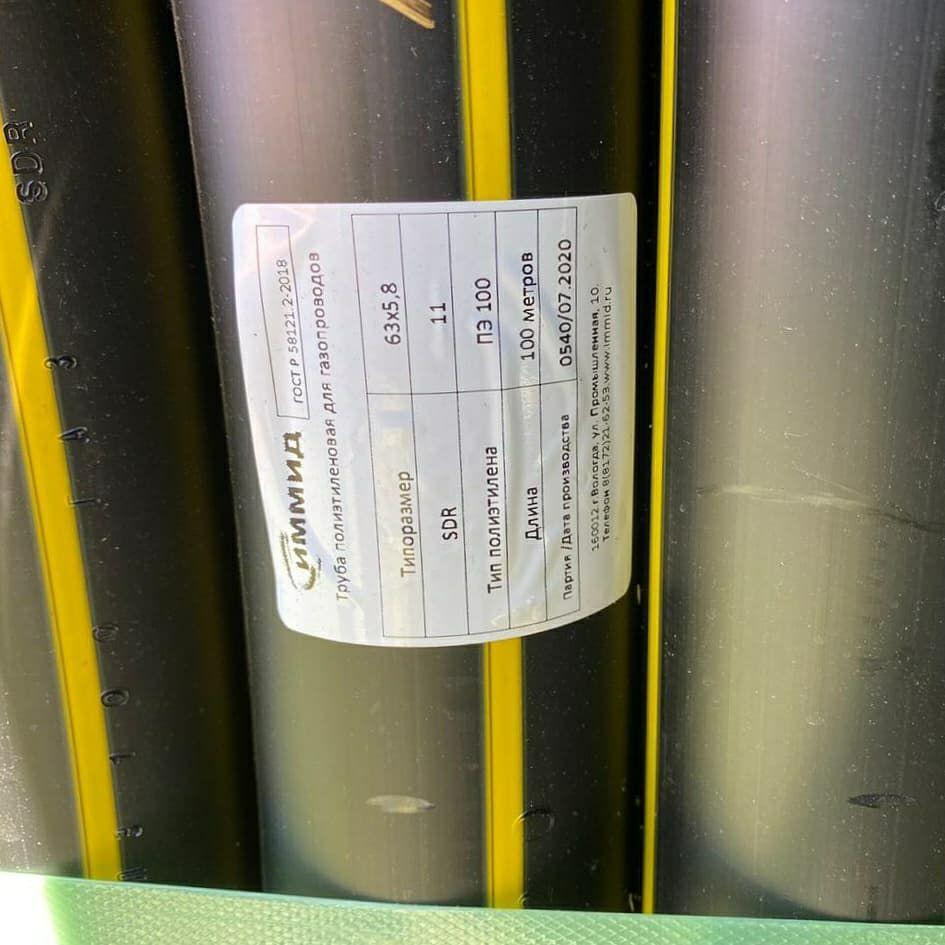 ИММИД
ГОСТ Р 58121.2-2018
Труба полиэтиленовая для газопроводов
Типоразмер 63х5,8
SDR 11
Тип полиэтилена ПЭ 100
Длина 100 метров
Партия /Дата производства 0540/07.2020
160012 г.Вологда, ул. Промышленная, 10.
Телефон 8(8172)21-62-53.www.immid.ru
SDR